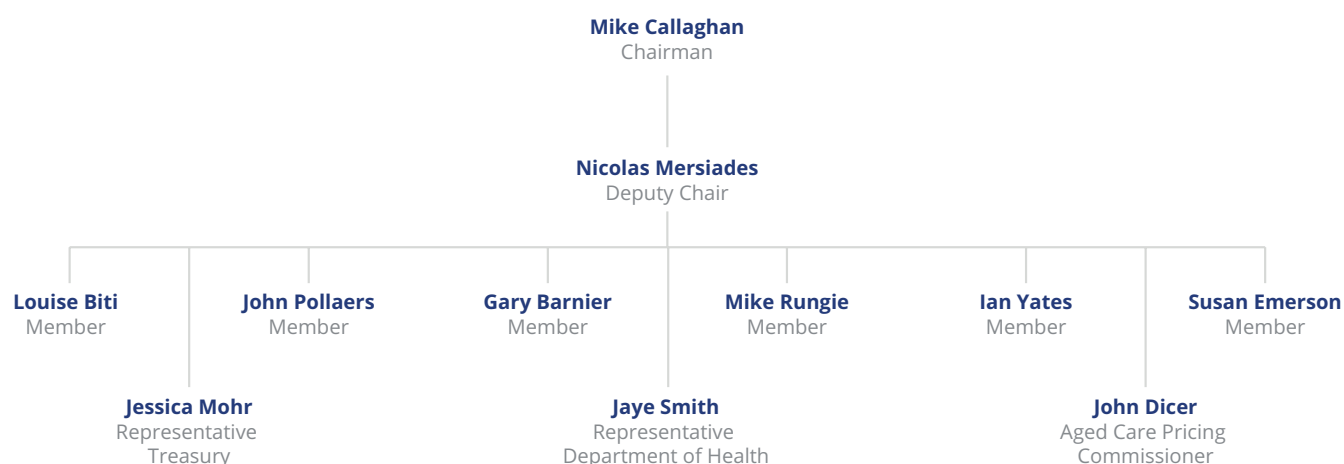 Mike Callaghan
Chairman
Nicolas Mersiades
Deputy Chair
Louise Biti
Member
John Pollaers
Member
Gary Barnier
Member
Mike Rungie
Member
Ian Yates
Member
Susan Emerson
Member
Jessica Mohr
Representative
Treasury
Jaye Smith
Representative
Department of Health
John Dicer
Aged Care Pricing
Commissioner